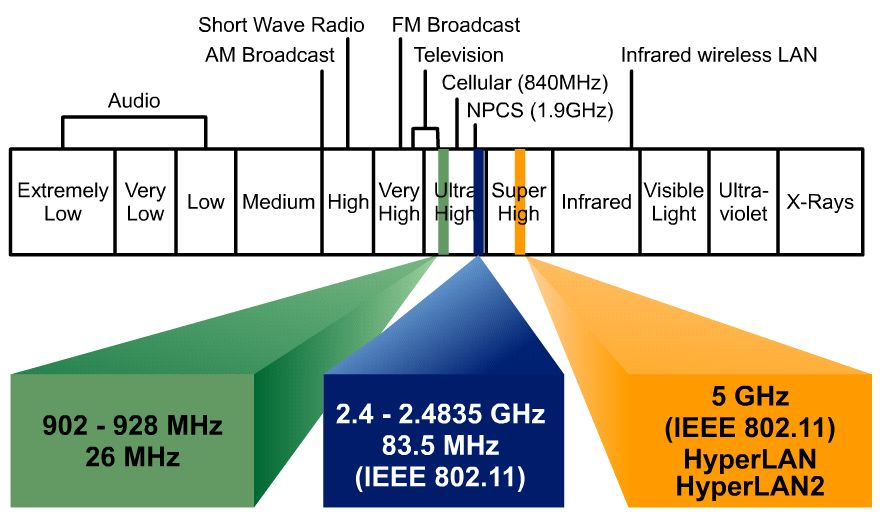 Short Wave Radio
FM Broadcast
AM Broadcast
Television
Infrared wireless LAN
Cellular (840MHz)
Audio
NPCS (1.9GHz)
Extremely
Low
Very
Low
Low
Medium
High
Very
High
Ultra
High
Super
High
Infrared
Visible
Light
Ultra-
violet
X-Rays
902 - 928 MHz
26 MHz
2.4 - 2.4835 GHz
83.5 MHz
(IEEE 802.11)
5 GHz
(IEEE 802.11)
HyperLAN
HyperLAN2